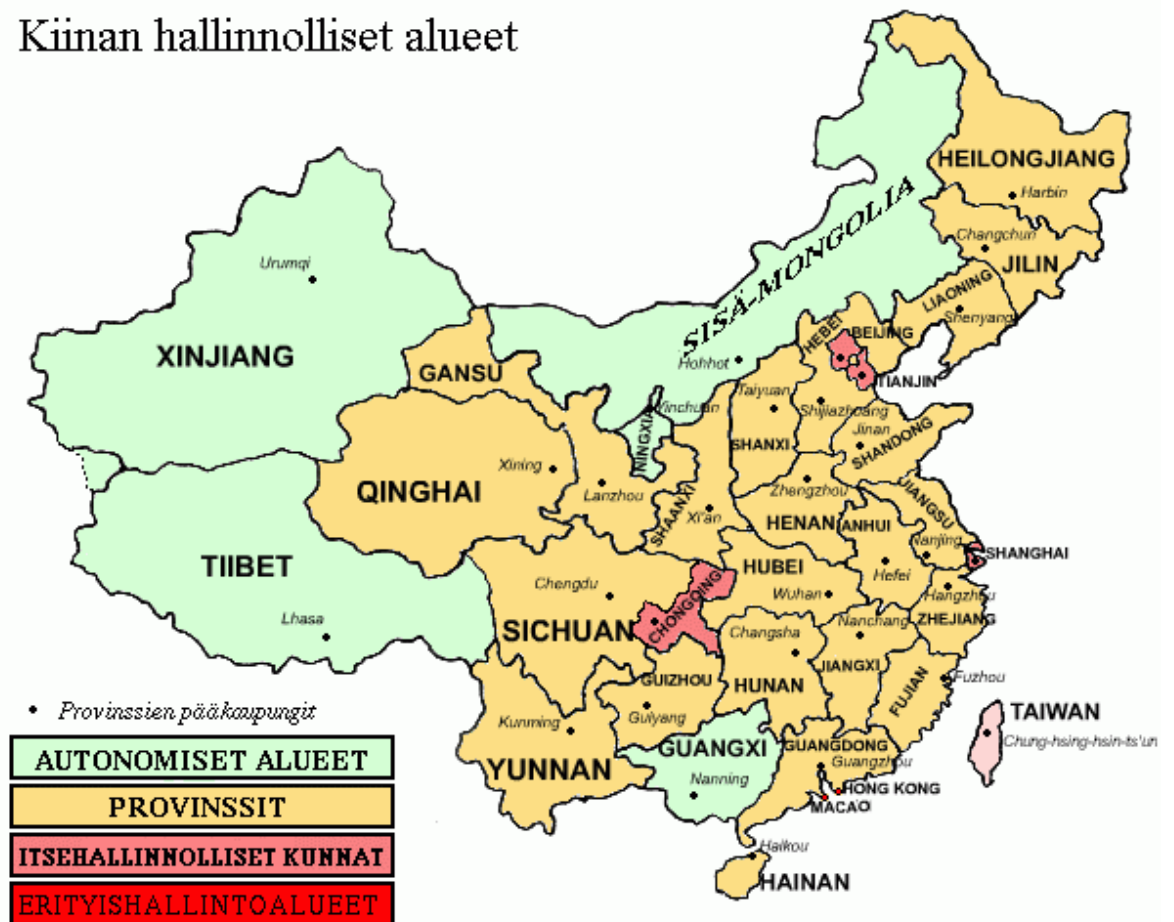 Kiinan hallinnolliset alueet
HEILONGJIANG
Harbin
Changchun
JILIN
LIAONING
Shenyang
SISÄ-MONGOLIA
Hohhot
Urumqi
XINJIANG
GANSU
HEBEI
BEIJING
TIANJIN
Taiyuan
Shijiazhoang
Yinchuan
NINGXIA
SHANXI
Jinan
SHANDONG
Xining
QINGHAI
Lanzhou
SHAANXI
Xi'an
Zhengzhou
HENAN
ANHUI
JIANGSU
Nanjing
SHANGHAI
Hefei
TIIBET
Lhasa
Chengdu
SICHUAN
CHONGQING
HUBEI
Wuhan
Hangzhou
ZHEJIANG
Nanchang
Changsha
JIANGXI
HUNAN
GUIZHOU
Guiyang
FUJIAN
Fuzhou
Kunming
YUNNAN
GUANGXI
Nanning
GUANGDONG
Guangzhou
HONG KONG
MACAO
TAIWAN
Chung-hsing-hsin-ts'un
Haikou
HAINAN
• Provinssien pääkaupungit
AUTONOMISET ALUEET
PROVINSSIT
ITSEHALLINNOLLISET KUNNAT
ERITYISHALLINTOALUEET